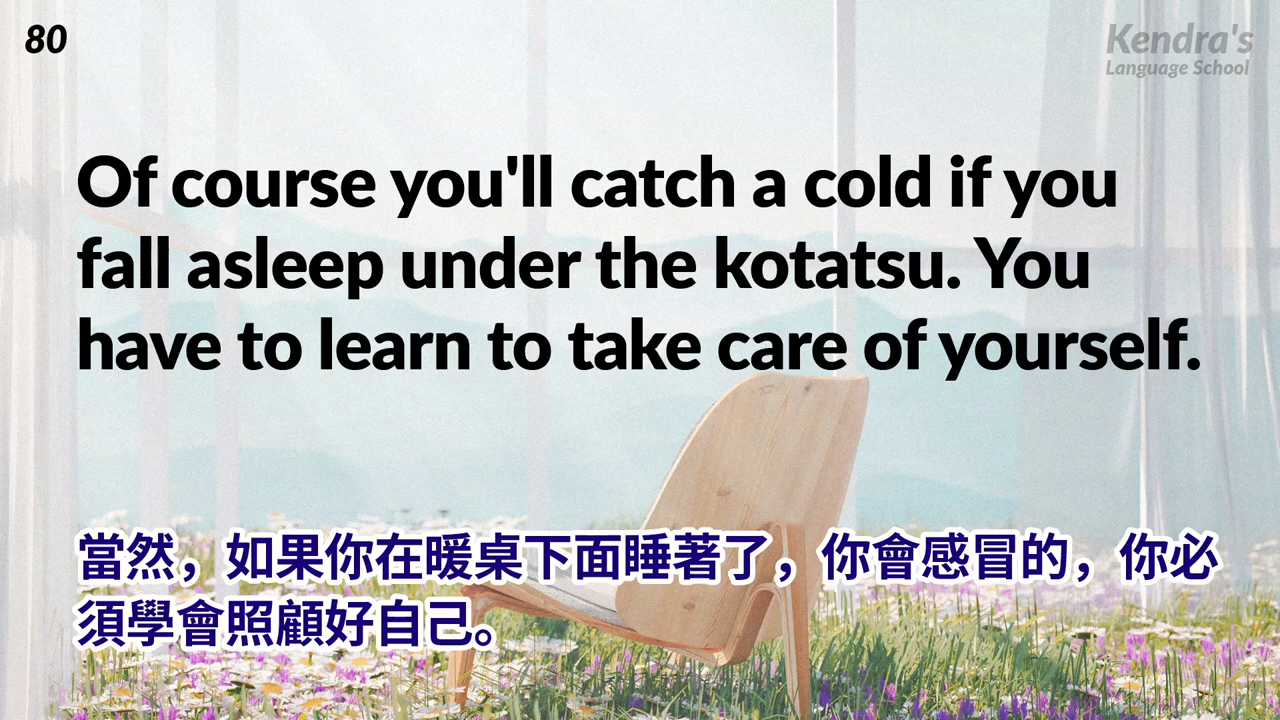 80
Kendra's
Language School
Of course you'll catch a cold if you
fall asleep under the kotatsu. You
have to learn to take care of yourself.
當然，如果你在暖桌下面睡著了，你會感冒的，你必
須學會照顧好自己。